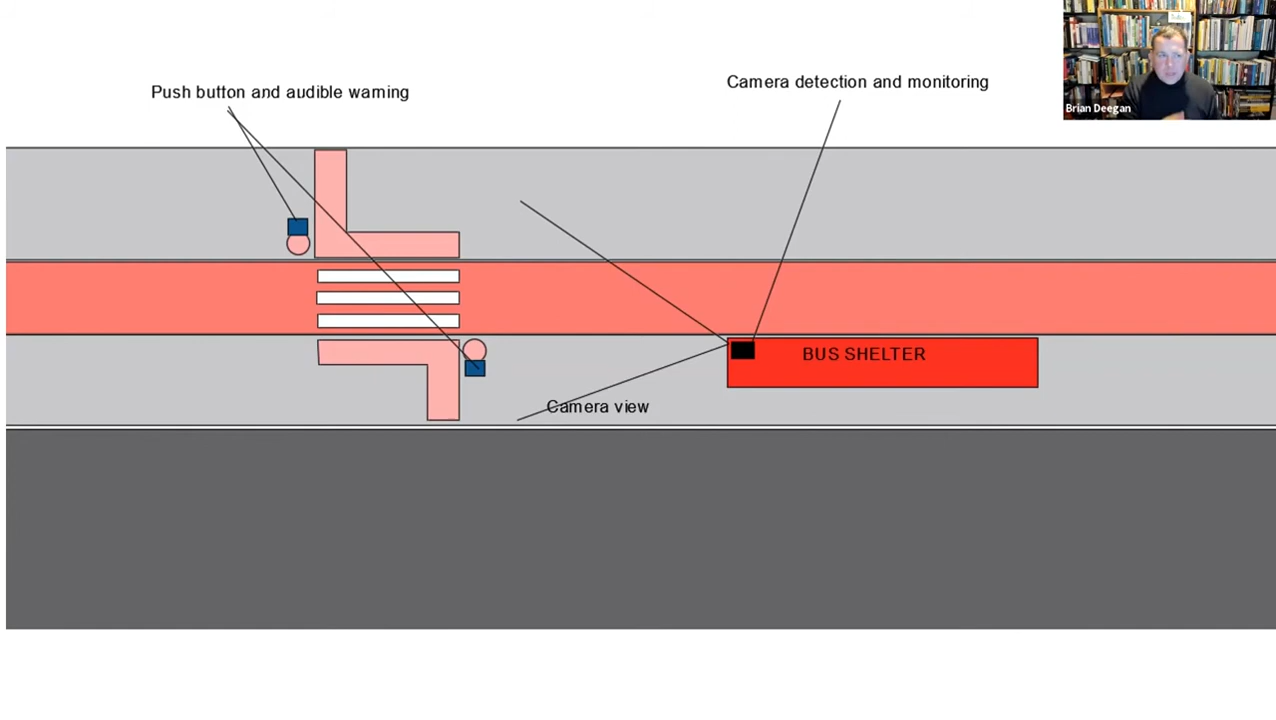 Push button and audible warning
Camera detection and monitoring
Brian Deegan
BUS SHELTER
Camera view